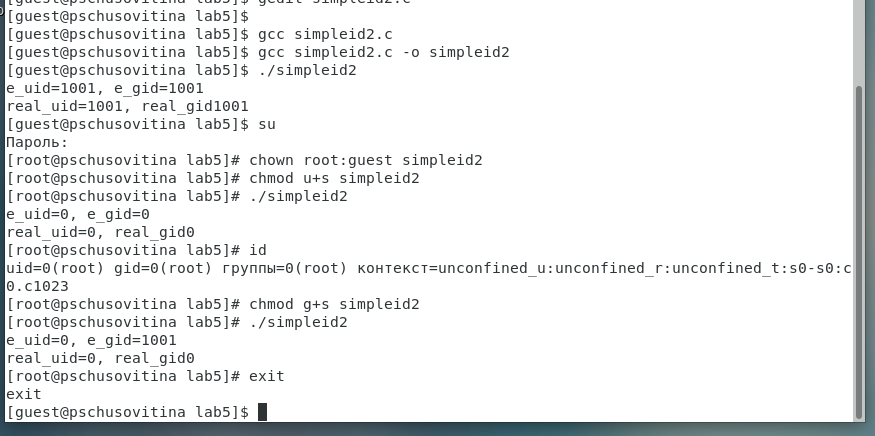 [guest@pschusovitina lab5]$ gedit simpleid2.c
[guest@pschusovitina lab5]$
[guest@pschusovitina lab5]$ gcc simpleid2.c
[guest@pschusovitina lab5]$ gcc simpleid2.c -o simpleid2
[guest@pschusovitina lab5]$ ./simpleid2
e_uid=1001, e_gid=1001
real_uid=1001, real_gid1001
[guest@pschusovitina lab5]$ su
Пароль:
[root@pschusovitina lab5]# chown root:guest simpleid2
[root@pschusovitina lab5]# chmod u+s simpleid2
[root@pschusovitina lab5]# ./simpleid2
e_uid=0, e_gid=0
real_uid=0, real_gid0
[root@pschusovitina lab5]# id
uid=0(root) gid=0(root) группы=0(root) контекст=unconfined_u:unconfined_r:unconfined_t:s0-s0:c
0.c1023
[root@pschusovitina lab5]# chmod g+s simpleid2
[root@pschusovitina lab5]# ./simpleid2
e_uid=0, e_gid=1001
real_uid=0, real_gid0
[root@pschusovitina lab5]# exit
exit
[guest@pschusovitina lab5]$